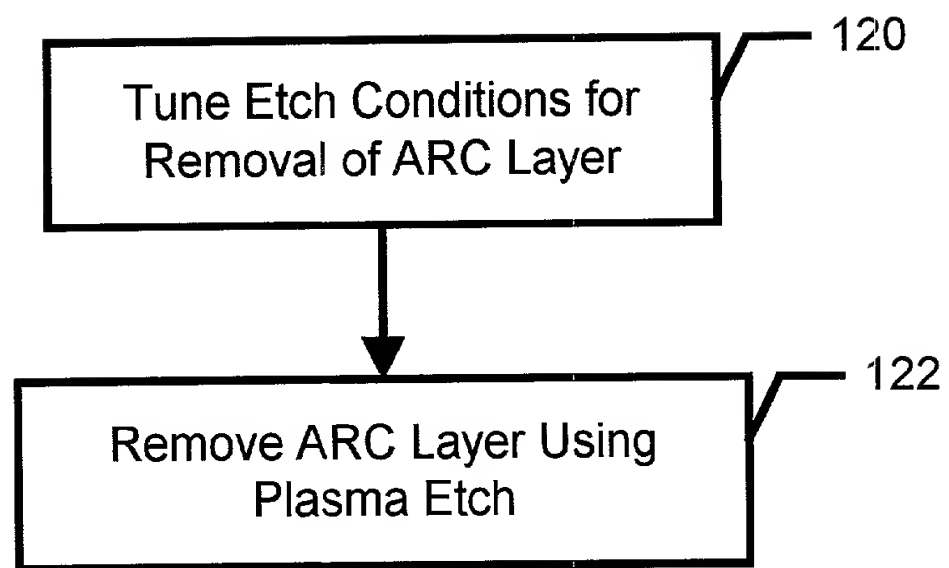 120
Tune Etch Conditions for
Removal of ARC Layer
122
Remove ARC Layer Using
Plasma Etch